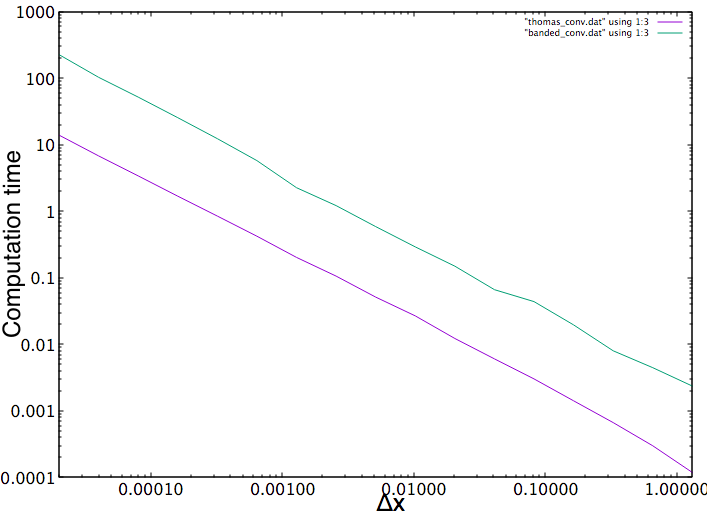 1000
"thomas_conv.dat" using 1:3
"banded_conv.dat" using 1:3
100
10
1
0.1
0.01
0.001
0.0001
Computation time
0.00010 0.00100 0.01000 0.10000 1.00000
Δx